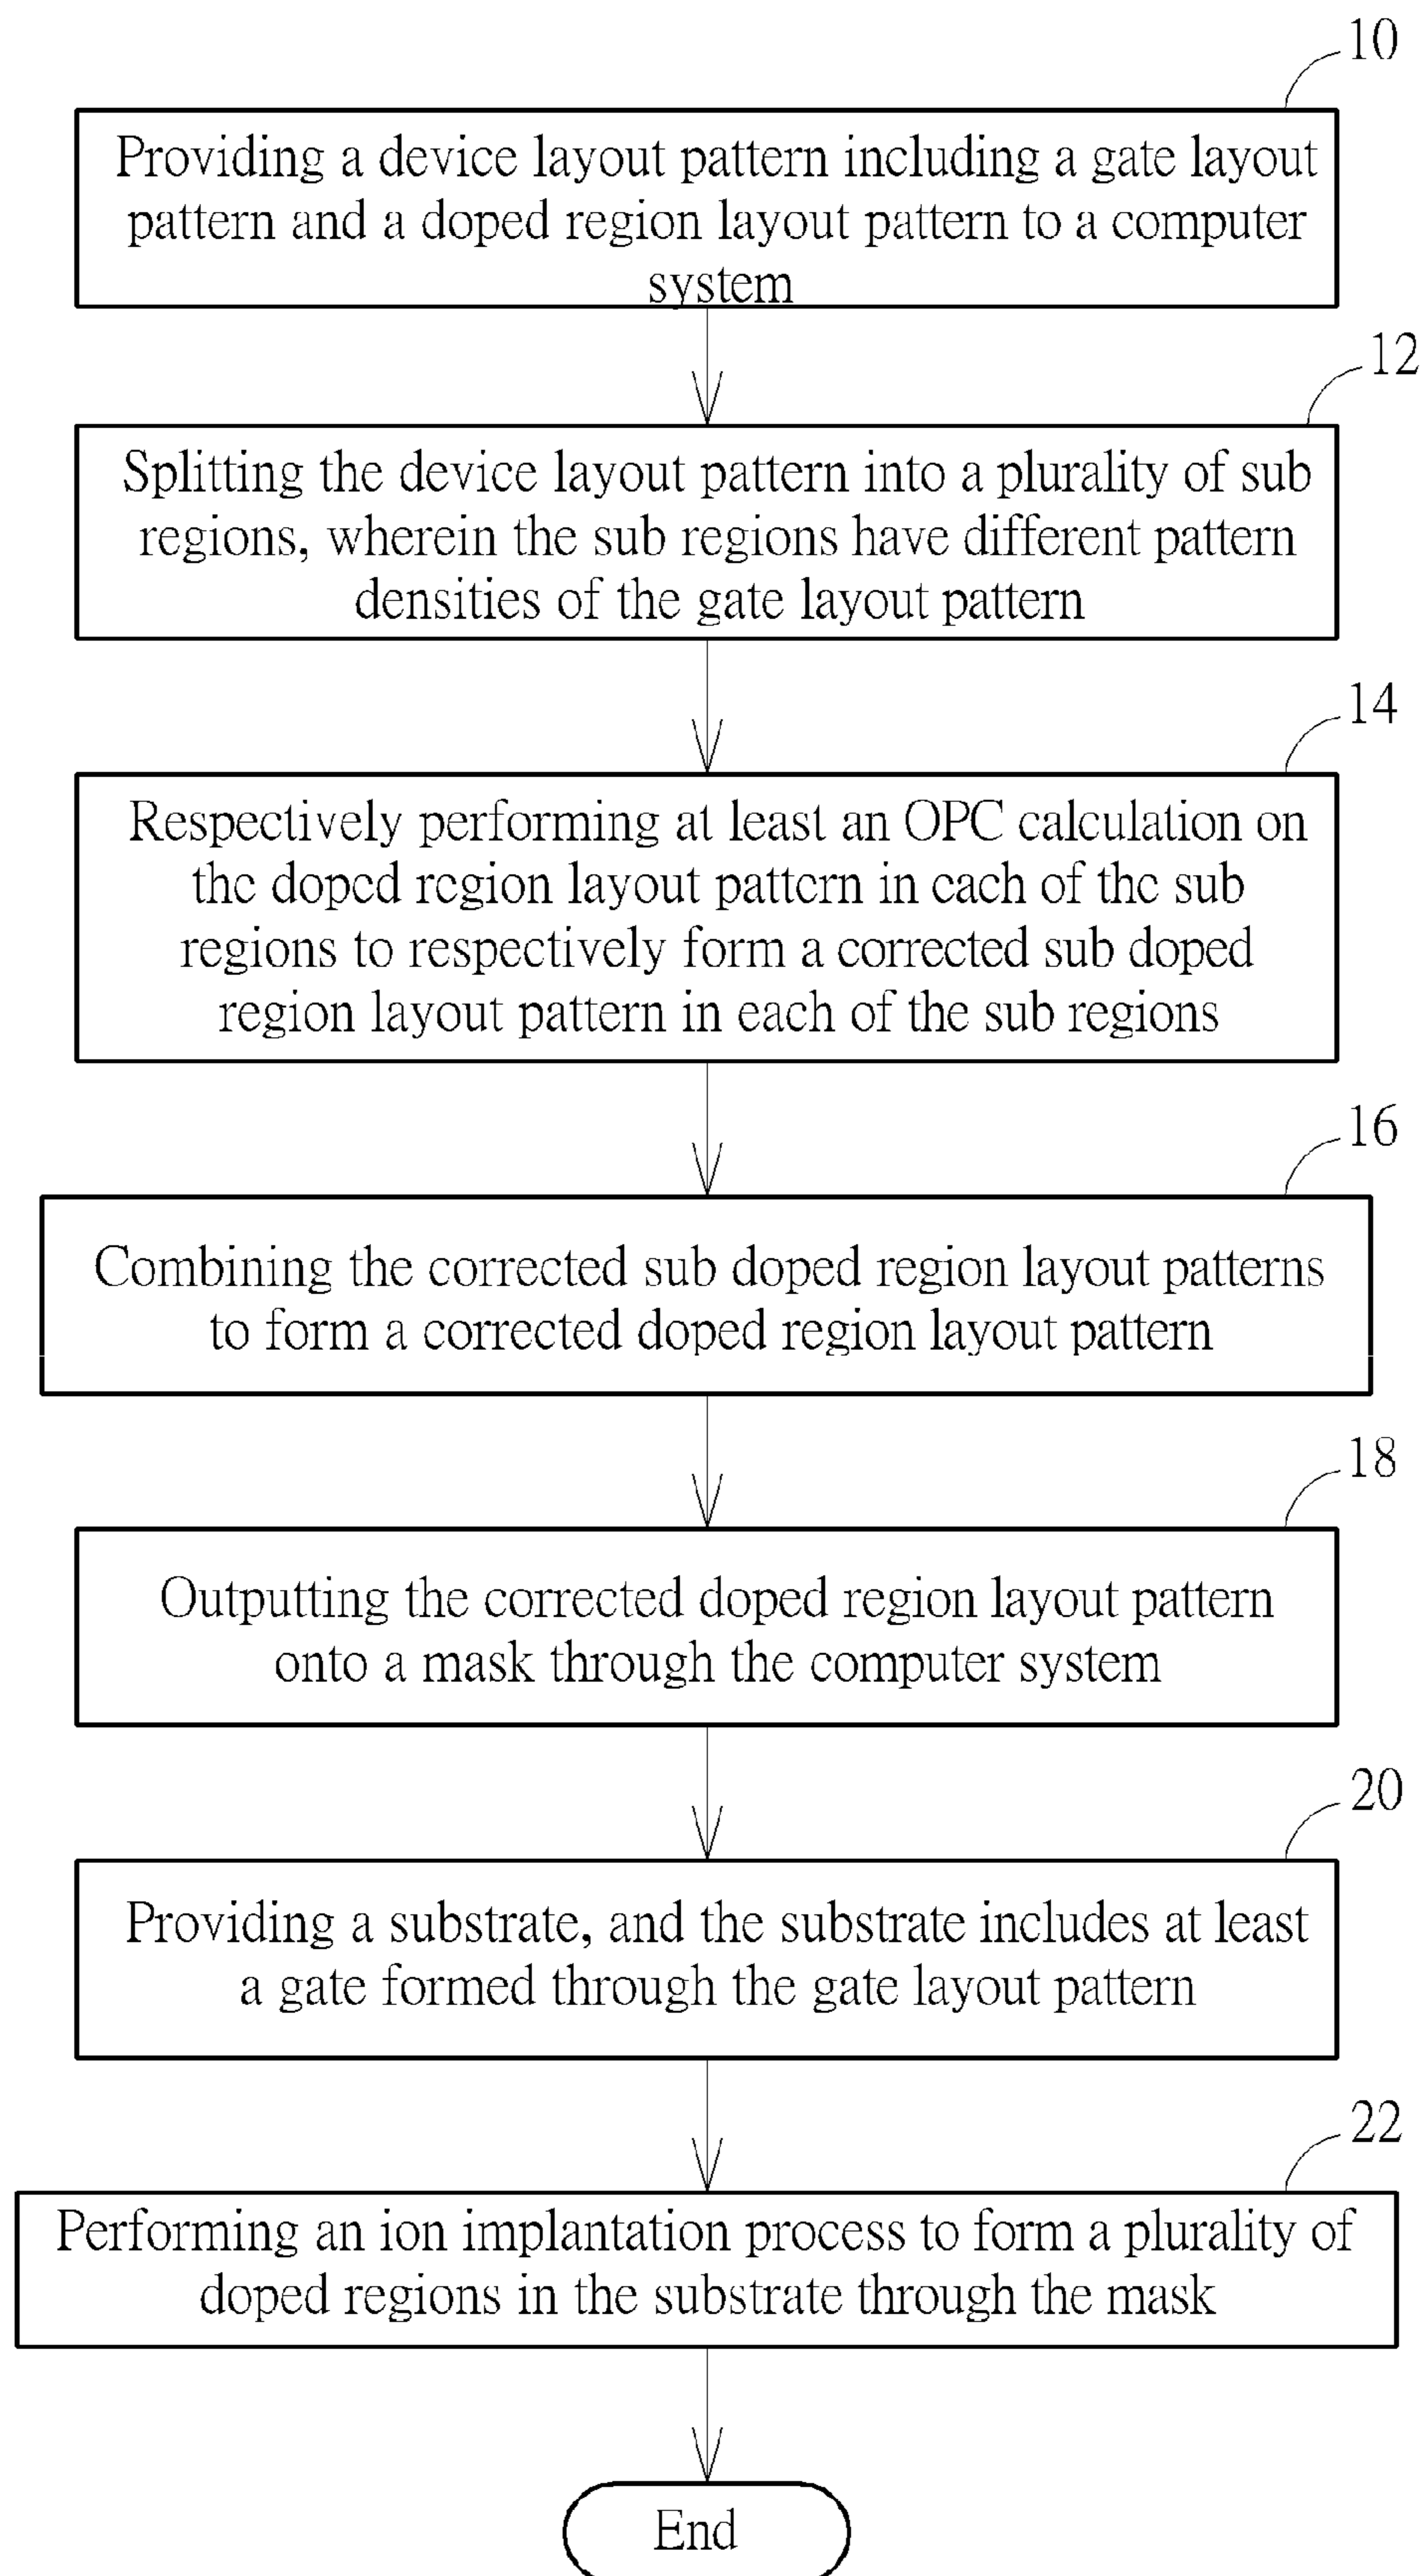 10
Providing a device layout pattern including a gate layout
pattern and a doped region layout pattern to a computer
system
12
Splitting the device layout pattern into a plurality of sub
regions, wherein the sub regions have different pattern
densities of the gate layout pattern
14
Respectively performing at least an OPC calculation on
the doped region layout pattern in each of the sub
regions to respectively form a corrected sub doped
region layout pattern in each of the sub regions
16
Combining the corrected sub doped region layout patterns
to form a corrected doped region layout pattern
18
Outputting the corrected doped region layout pattern
onto a mask through the computer system
20
Providing a substrate, and the substrate includes at least
a gate formed through the gate layout pattern
22
Performing an ion implantation process to form a plurality of
doped regions in the substrate through the mask
End